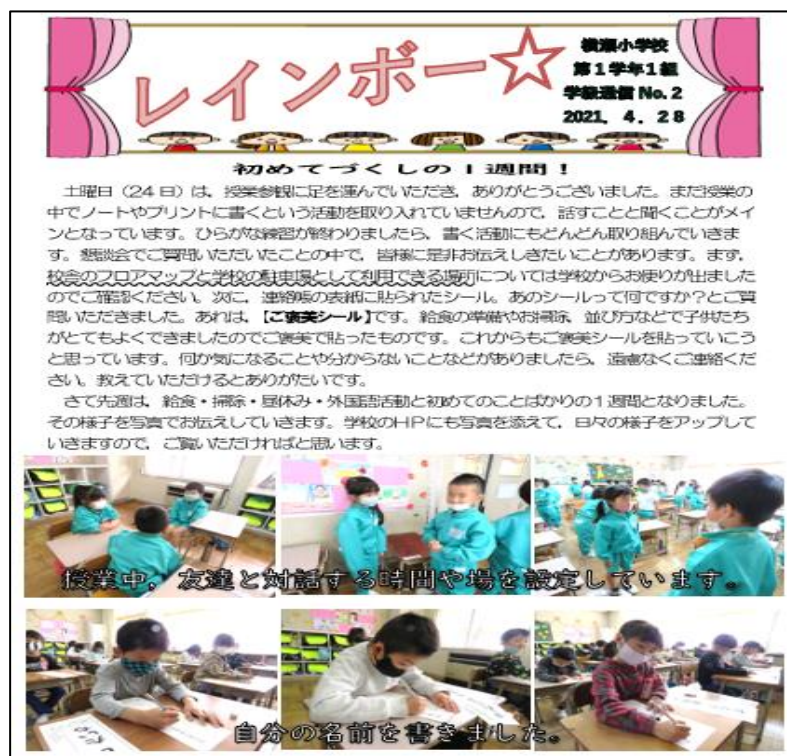 レインボー☆
横瀬小学校
第1学年1組
学級通信 No.2
2021. 4. 28
初めてづくしの1週間!
土曜日(24日)は、授業参観に足を運んでいただき、ありがとうございました。まだ授業の
中でノートやプリントに書くという活動を取り入れていませんので、話すことと聞くことがメイ
ンとなっています。ひらがな練習が終わりましたら、書く活動にもどんどん取り組んでいきま
す。懇談会でご質問いただいたことの中で、皆様に是非お伝えしきたいことがあります。まず、
校舎のフロアマップと学校の駐車場として利用できる場所については学校からお便りが出ました
のでご確認ください。次に、連絡帳の表紙に貼られたシール。あのシールって何ですか?とご質
問いただきました。あれは、【ご褒美シール】です。給食の準備やお掃除、並び方などで子供たち
がとてもよくできましたのでご褒美で貼ったものです。これからもご褒美シールを貼っていこう
と思っています。何か気になることや分からないことなどがありましたら、遠慮なくご連絡くだ
さい。教えていただけるとありがたいです。
さて先週は、給食・掃除・昼休み・外国語活動と初めてのことばかりの1週間となりました。
その様子を写真でお伝えしていきます。学校のHPにも写真を添えて、日々の様子をアップして
いきますので、ご覧いただければと思います。
授業中、友達と対話する時間や場を設定しています。
自分の名前を書きました。